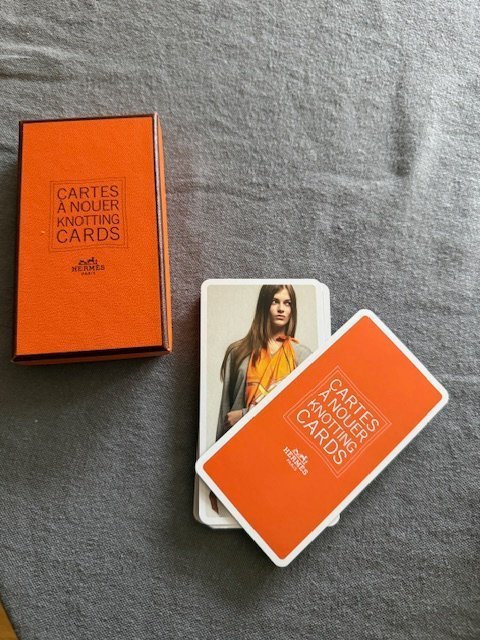 CARTES
À NOUER
KNOTTING
CARDS
HERMÈS
PARIS
CARTES
À NOUER
KNOTTING
CARDS
HERMÈS
PARIS